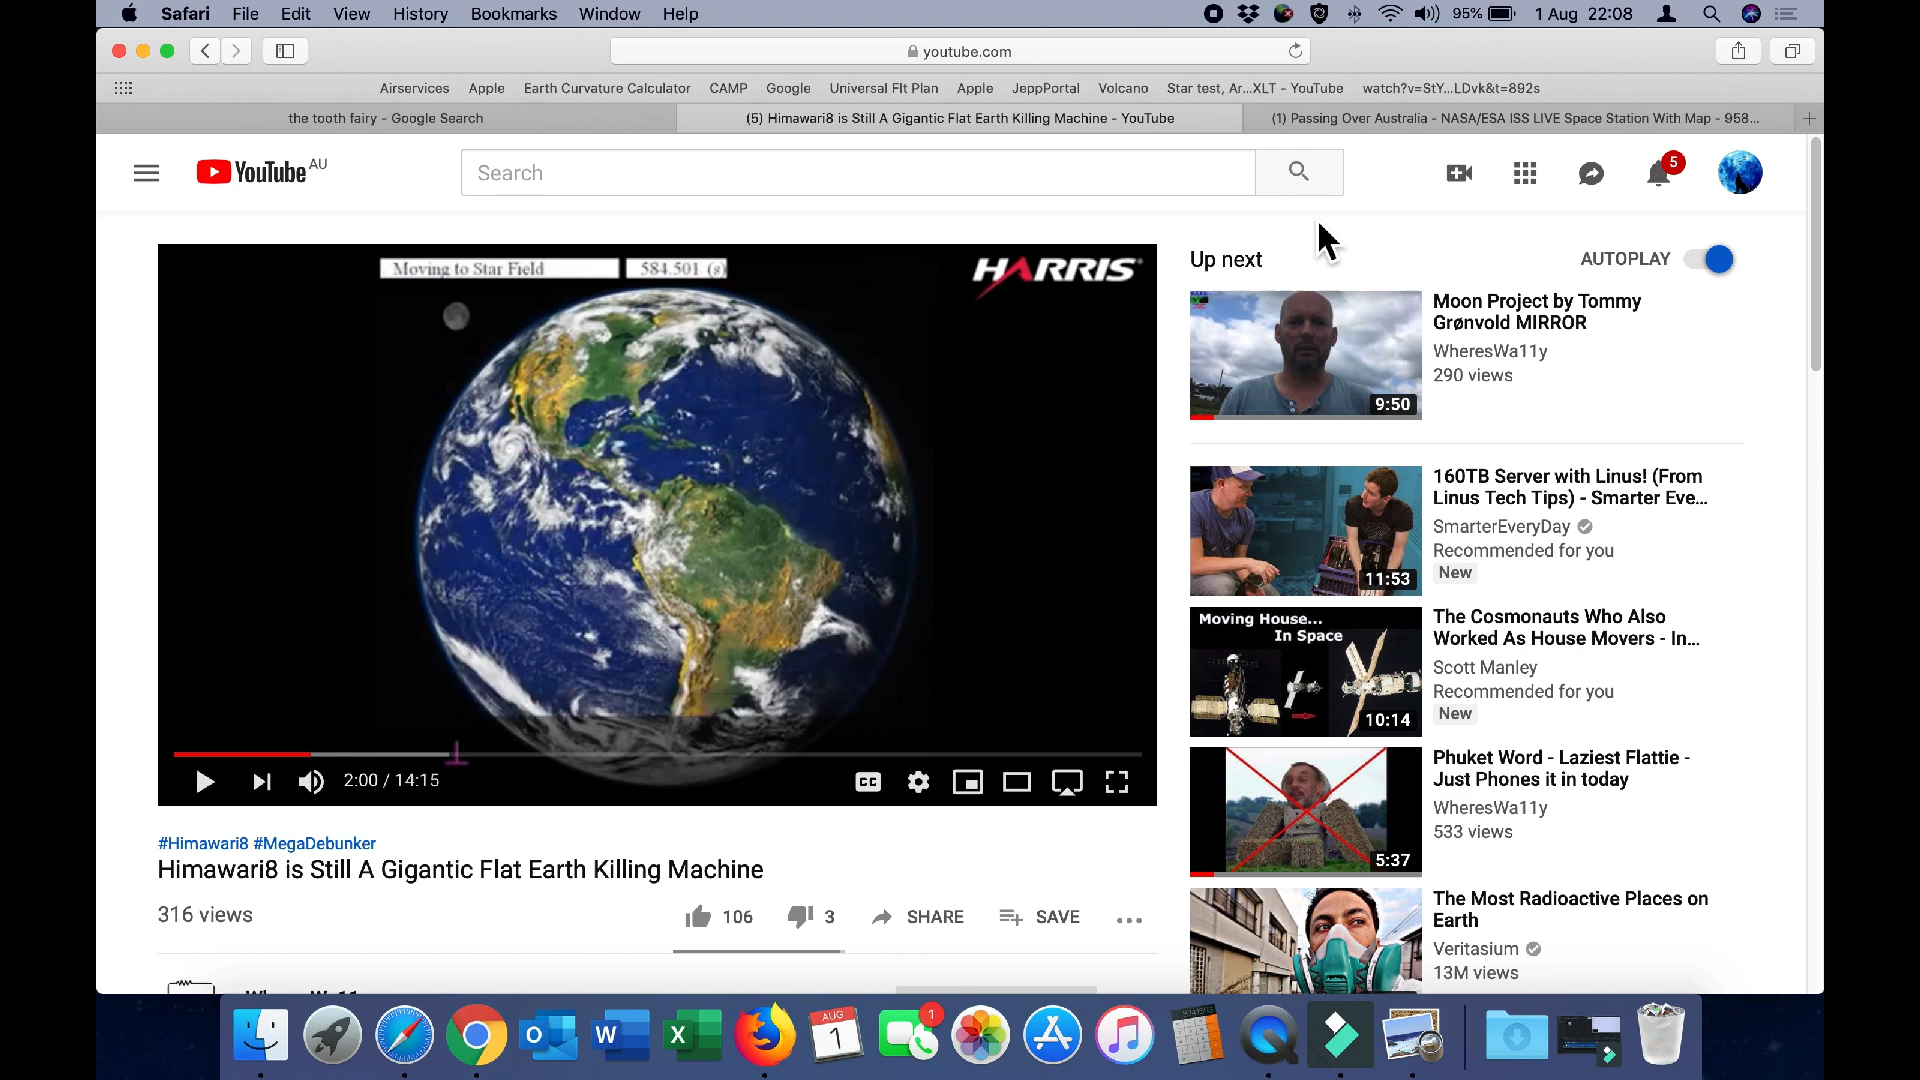 Safari File Edit View History Bookmarks Window Help 95% 1 Aug 22:08
youtube.com
Airservices Apple Earth Curvature Calculator CAMP Google Universal Flt Plan Apple JeppPortal Volcano Star test, Ar...XLT - YouTube watch?v=StY...LDvk&t=892s
the tooth fairy - Google Search (5) Himawari8 is Still A Gigantic Flat Earth Killing Machine - YouTube (1) Passing Over Australia - NASA/ESA ISS LIVE Space Station With Map - 958...
YouTube AU Search 5
Moving to Star Field 584.501 (s) HARRIS
Up next AUTOPLAY
Moon Project by Tommy
Grønvold MIRROR
WheresWa11y
290 views
9:50
160TB Server with Linus! (From
Linus Tech Tips) - Smarter Eve...
SmarterEveryDay
Recommended for you
New
11:53
Moving House...
In Space
10:14
The Cosmonauts Who Also
Worked As House Movers - In...
Scott Manley
Recommended for you
New
Phuket Word - Laziest Flattie -
Just Phones it in today
WheresWa11y
533 views
5:37
The Most Radioactive Places on
Earth
Veritasium
13M views
2:00 / 14:15 CC
#Himawari8 #MegaDebunker
Himawari8 is Still A Gigantic Flat Earth Killing Machine
316 views 106 3 SHARE SAVE
AUG
1
1